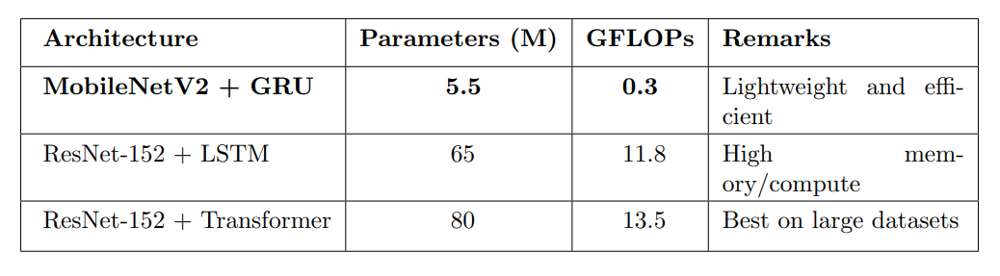 Architecture Parameters (M) GFLOPs Remarks
MobileNetV2 + GRU 5.5 0.3 Lightweight and effi-
cient
ResNet-152 + LSTM 65 11.8 High mem-
ory/compute
ResNet-152 + Transformer 80 13.5 Best on large datasets